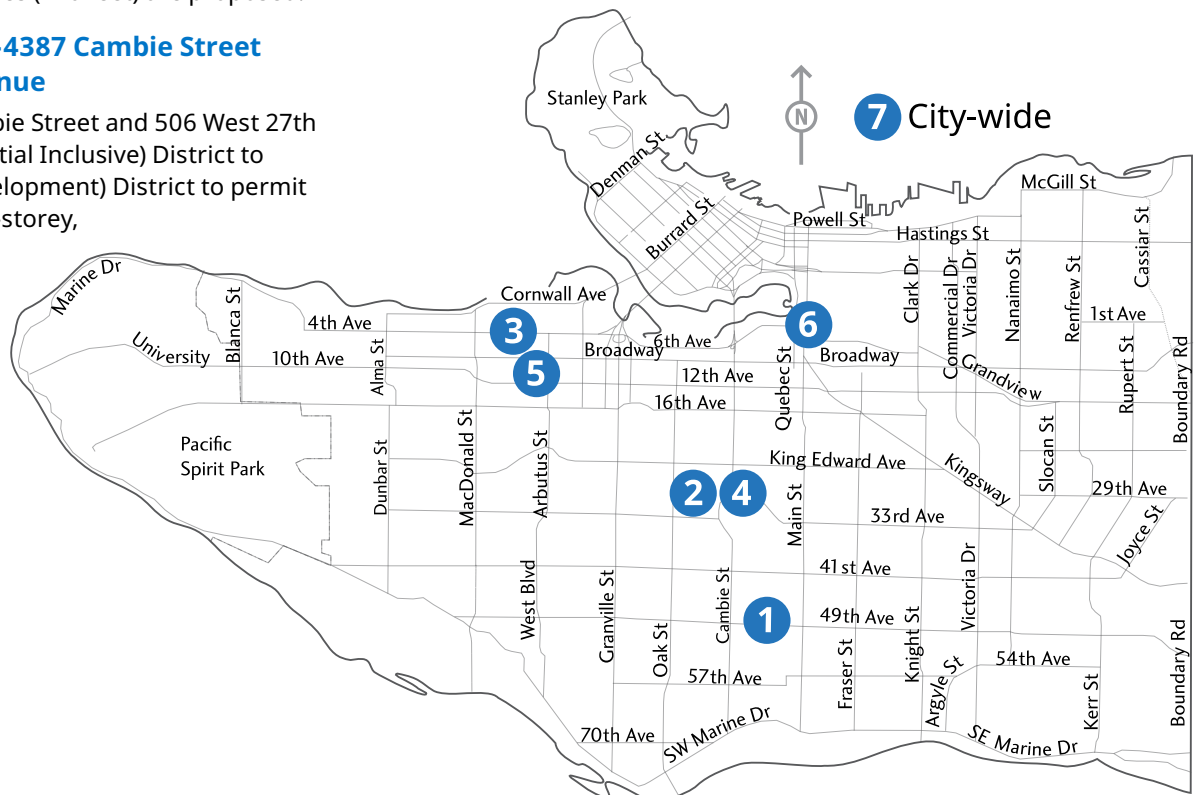 -4387 Cambie Street
nue
bie Street and 506 West 27th
tial Inclusive) District to
elopment) District to permit
-storey,
Stanley Park
N
7 City-wide
Denman St
Burrard St
McGill St
Powell St
Hastings St
Cassiar St
Marine Dr
Blanca St
Cornwall Ave
Clark Dr
Commercial Dr
Victoria Dr
Nanaimo St
Renfrew St
1st Ave
4th Ave
3
6
University
10th Ave
Alma St
Broadway
6th Ave
Quebec St
Broadway
Grandview
Rupert St
Boundary Rd
5
12th Ave
16th Ave
Pacific
Spirit Park
Dunbar St
MacDonald St
Arbutus St
King Edward Ave
Kingsway
Slocan St
29th Ave
2
4
Main St
33rd Ave
Joyce St
West Blvd
Granville St
Cambie St
41st Ave
Victoria Dr
1
49th Ave
Oak St
Fraser St
Knight St
Argyle St
54th Ave
Kerr St
Boundary Rd
57th Ave
70th Ave
SW Marine Dr
SE Marine Dr